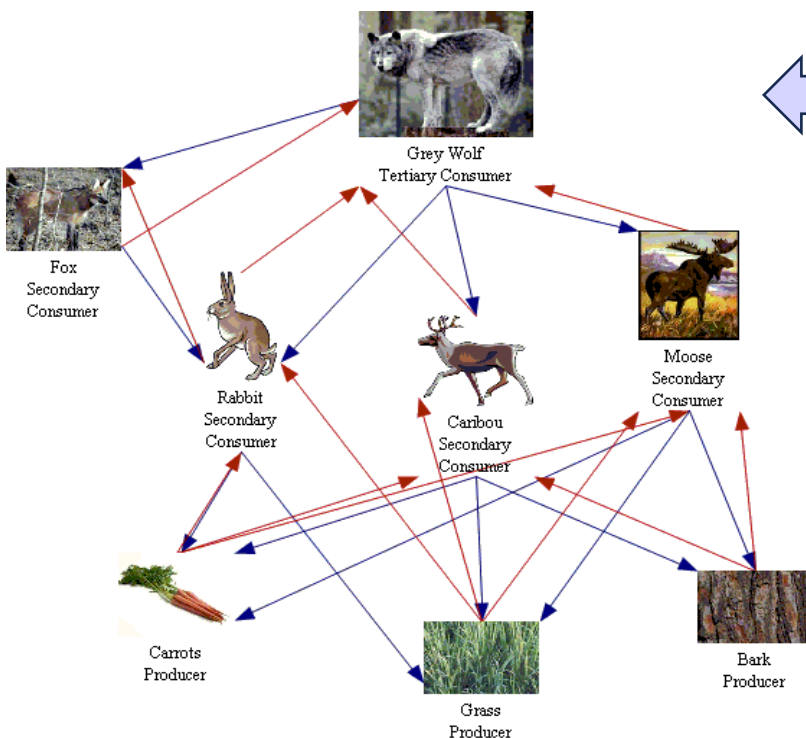 Grey Wolf
Tertiary Consumer
Fox
Secondary
Consumer
Rabbit
Secondary
Consumer
Caribou
Secondary
Consumer
Moose
Secondary
Consumer
Carrots
Producer
Grass
Producer
Bark
Producer